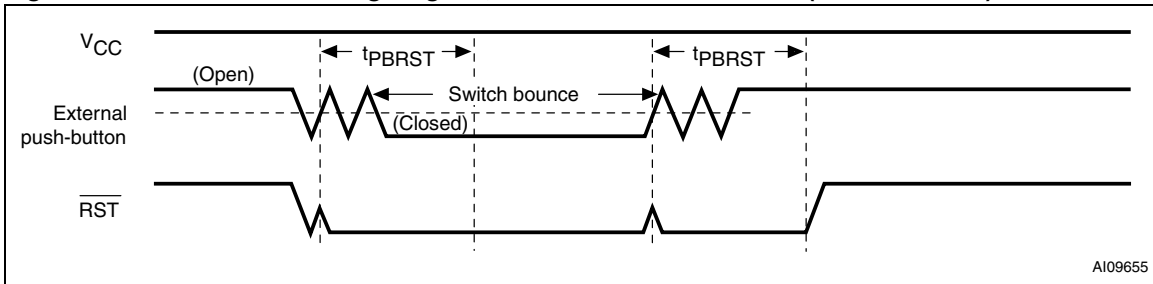 VCC
tPBRST
tPBRST
(Open)
Switch bounce
External
push-button
(Closed)
RST
AI09655